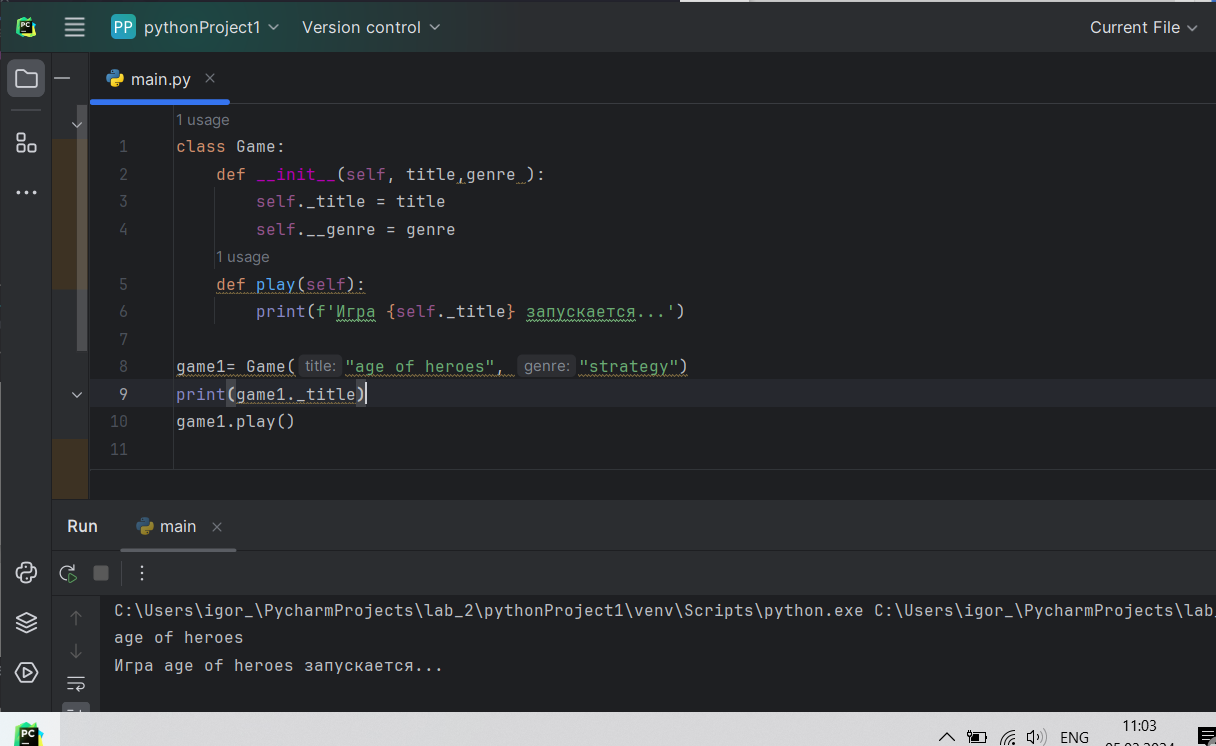 PC
PP pythonProject1 Version control Current File
main.py
1 usage
1 class Game:
2 def __init__(self, title,genre ):
3 self._title = title
4 self.__genre = genre
1 usage
5 def play(self):
6 print(f'Игра {self._title} запускается...')
7
8 game1= Game( title: "age of heroes", genre: "strategy")
9 print(game1._title)
10 game1.play()
11
Run main
C:\Users\igor_\PycharmProjects\lab_2\pythonProject1\venv\Scripts\python.exe C:\Users\igor_\PycharmProjects\lab_
age of heroes
Игра age of heroes запускается...
PC
ENG
11:03